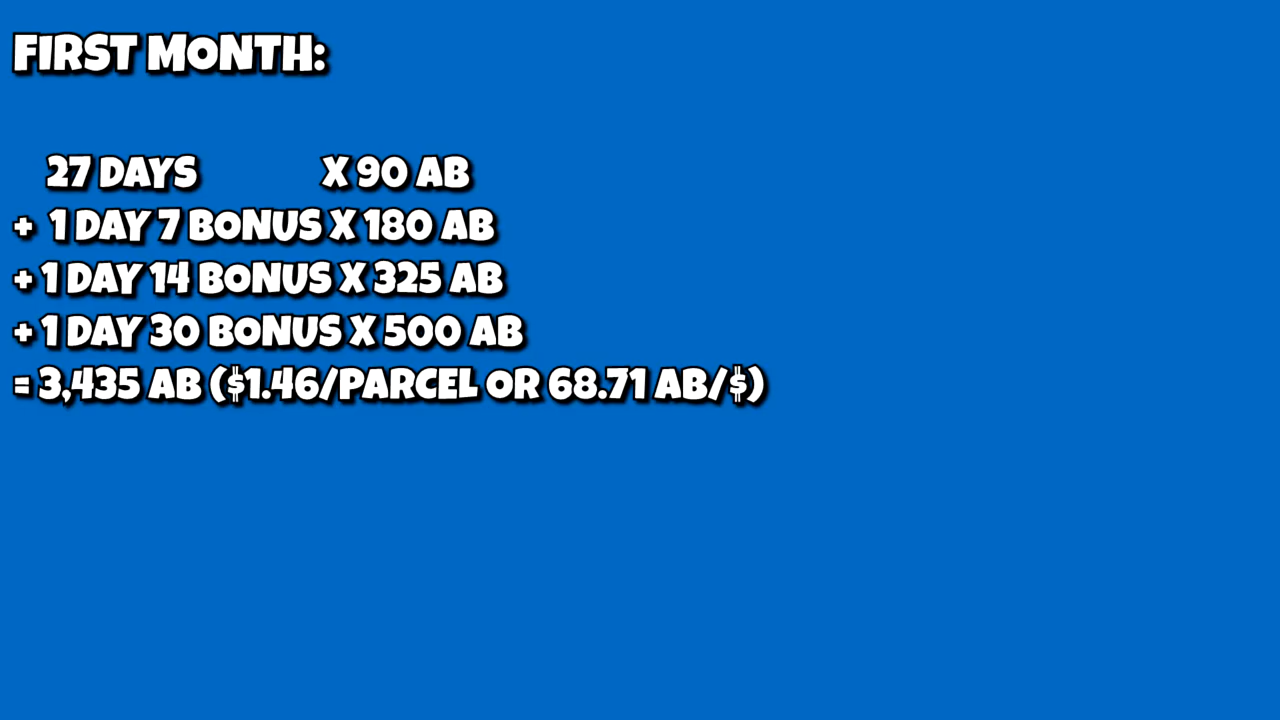 FIRST MONTH:
27 DAYS X 90 AB
+ 1 DAY 7 BONUS X 180 AB
+ 1 DAY 14 BONUS X 325 AB
+ 1 DAY 30 BONUS X 500 AB
= 3,435 AB ($1.46/PARCEL OR 68.71 AB/$)